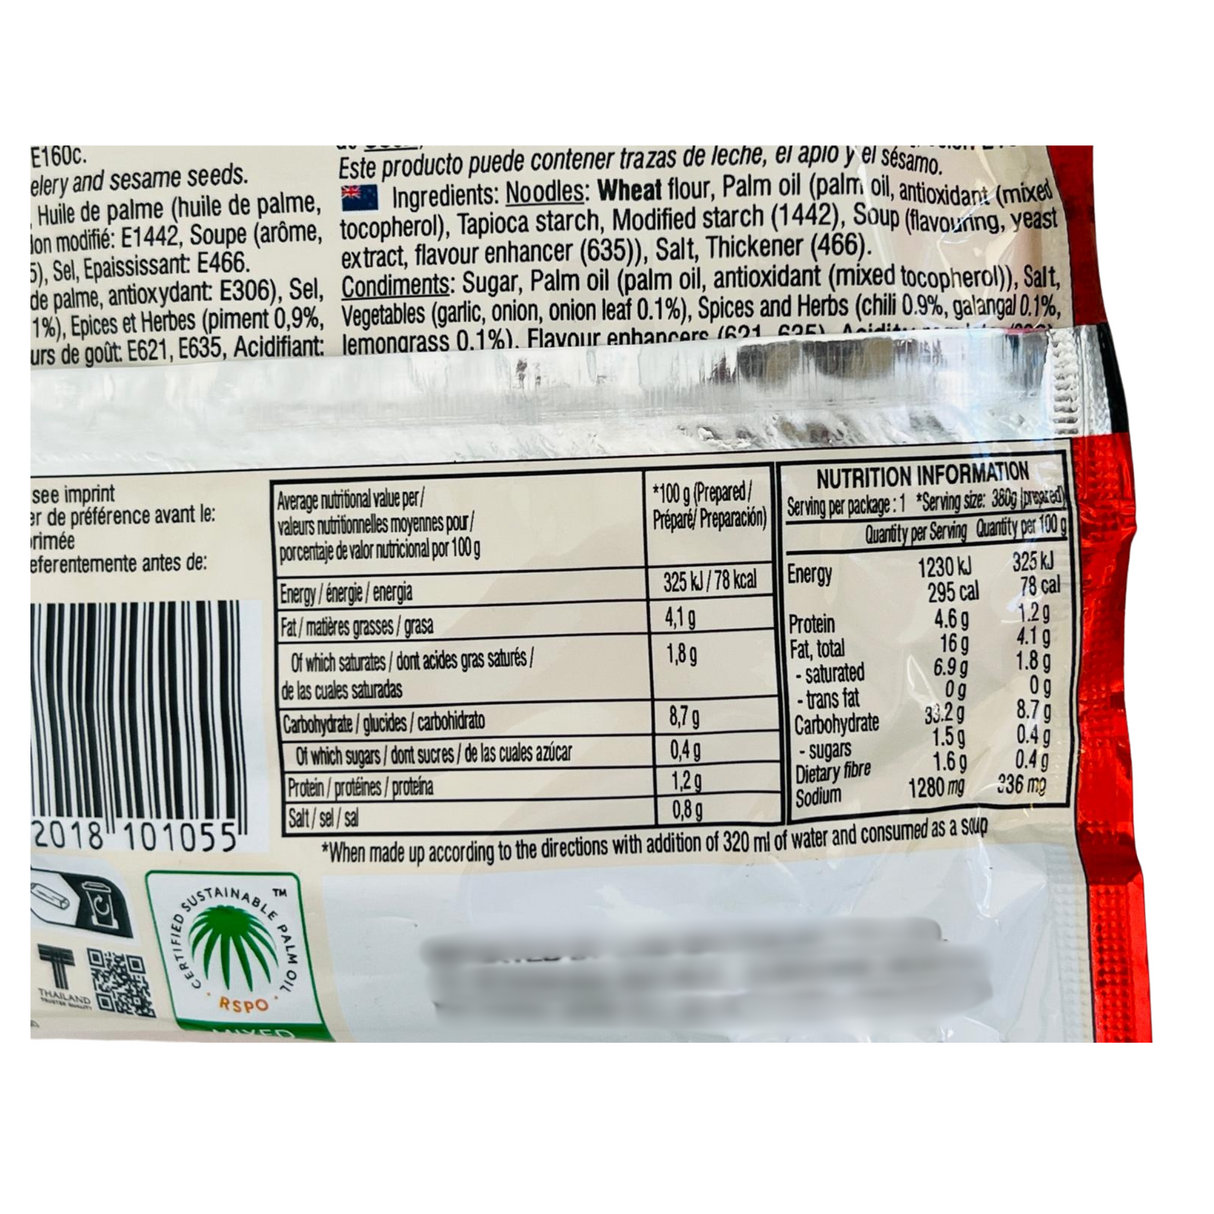 E160c.
elery and sesame seeds.
Huile de palme (huile de palme,
don modifié: E1442, Soupe (arôme,
5), Sel, Epaississant: E466.
de palme, antioxydant: E306), Sel,
1%), Epices et Herbes (piment 0,9%,
urs de goût: E621, E635, Acidifiant:
Este producto puede contener trazas de leche, el apio y el sésamo.
Ingredients: Noodles: Wheat flour, Palm oil (palm oil, antioxidant (mixed
tocopherol), Tapioca starch, Modified starch (1442), Soup (flavouring, yeast
extract, flavour enhancer (635)), Salt, Thickener (466).
Condiments: Sugar, Palm oil (palm oil, antioxidant (mixed tocopherol)), Salt,
Vegetables (garlic, onion, onion leaf 0.1%), Spices and Herbs (chili 0.9%, galangal 0.1%,
lemongrass 0.1%), Flavour enhancers (621, 635)
see imprint
er de préférence avant le:
primée
eferentemente antes de:
2018 101055
Average nutritional value per /
valeurs nutritionnelles moyennes pour /
porcentaje de valor nutricional por 100 g
*100 g (Prepared /
Préparé/ Preparación)
Energy / énergie / energia 325 kJ / 78 kcal
Fat / matières grasses / grasa 4,1 g
Of which saturates / dont acides gras saturés /
de las cuales saturadas 1,8 g
Carbohydrate / glucides / carbohidrato 8,7 g
Of which sugars / dont sucres / de las cuales azúcar 0,4 g
Protein / protéines / proteína 1,2 g
Salt / sel / sal 0,8 g
NUTRITION INFORMATION
Serving per package : 1 *Serving size: 380g (prepared)
Quantity per Serving Quantity per 100 g
Energy 1230 kJ 325 kJ
295 cal 78 cal
Protein 4.6 g 1.2 g
Fat, total 16 g 4.1 g
- saturated 6.9 g 1.8 g
- trans fat 0 g 0 g
Carbohydrate 33.2 g 8.7 g
- sugars 1.5 g 0.4 g
Dietary fibre 1.6 g 0.4 g
Sodium 1280 mg 336 mg
*When made up according to the directions with addition of 320 ml of water and consumed as a soup
CERTIFIED SUSTAINABLE PALM OIL TM
RSPO
MIXED
T
THAILAND